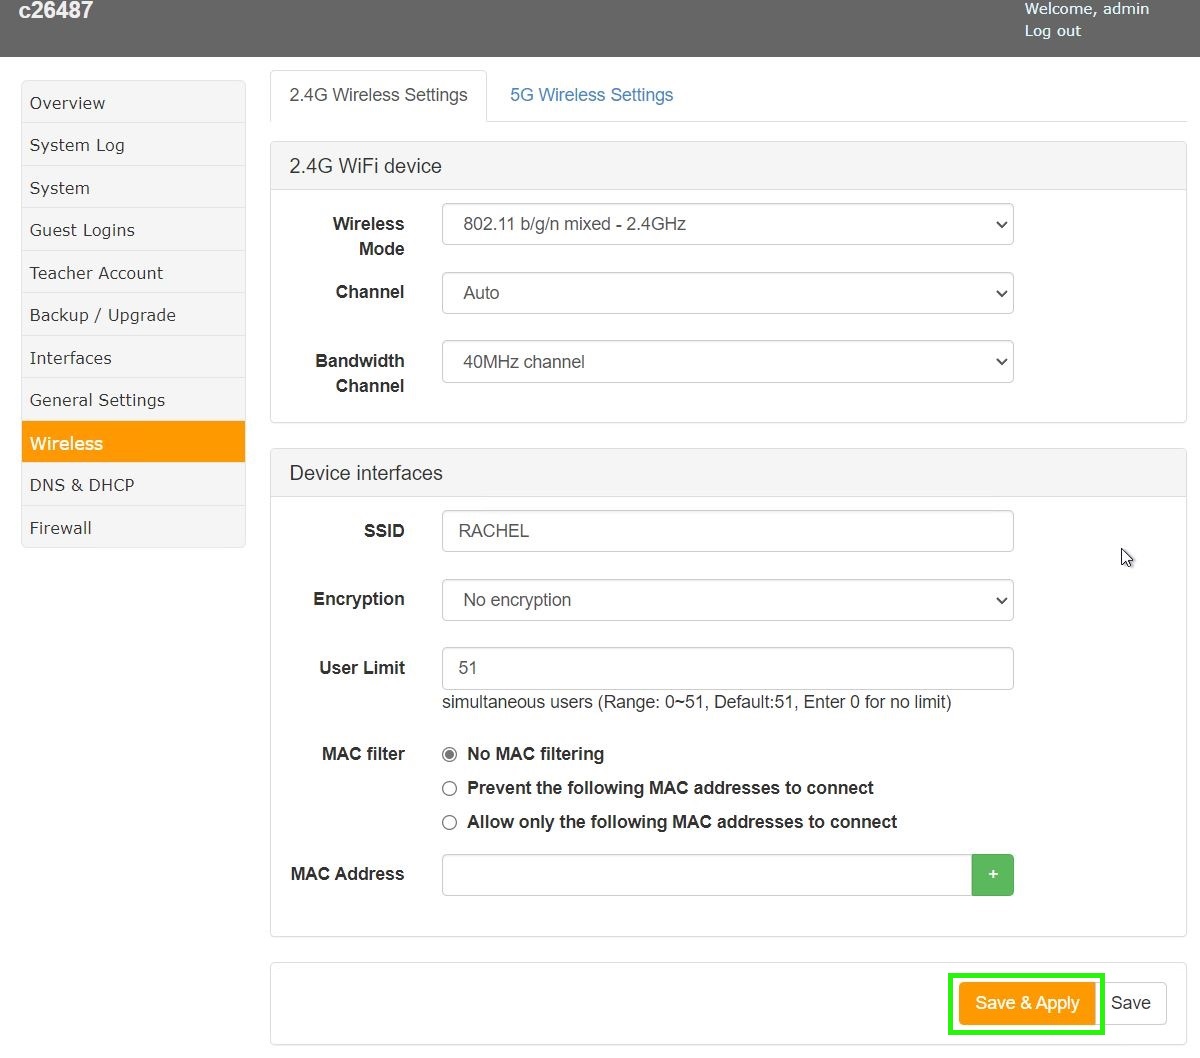 c26487
Welcome, admin
Log out
Overview
System Log
System
Guest Logins
Teacher Account
Backup / Upgrade
Interfaces
General Settings
Wireless
DNS & DHCP
Firewall
2.4G Wireless Settings
5G Wireless Settings
2.4G WiFi device
Wireless
Mode
802.11 b/g/n mixed - 2.4GHz
Channel
Auto
Bandwidth
Channel
40MHz channel
Device interfaces
SSID
RACHEL
Encryption
No encryption
User Limit
51
simultaneous users (Range: 0~51, Default:51, Enter 0 for no limit)
MAC filter
No MAC filtering
Prevent the following MAC addresses to connect
Allow only the following MAC addresses to connect
MAC Address
+
Save & Apply
Save